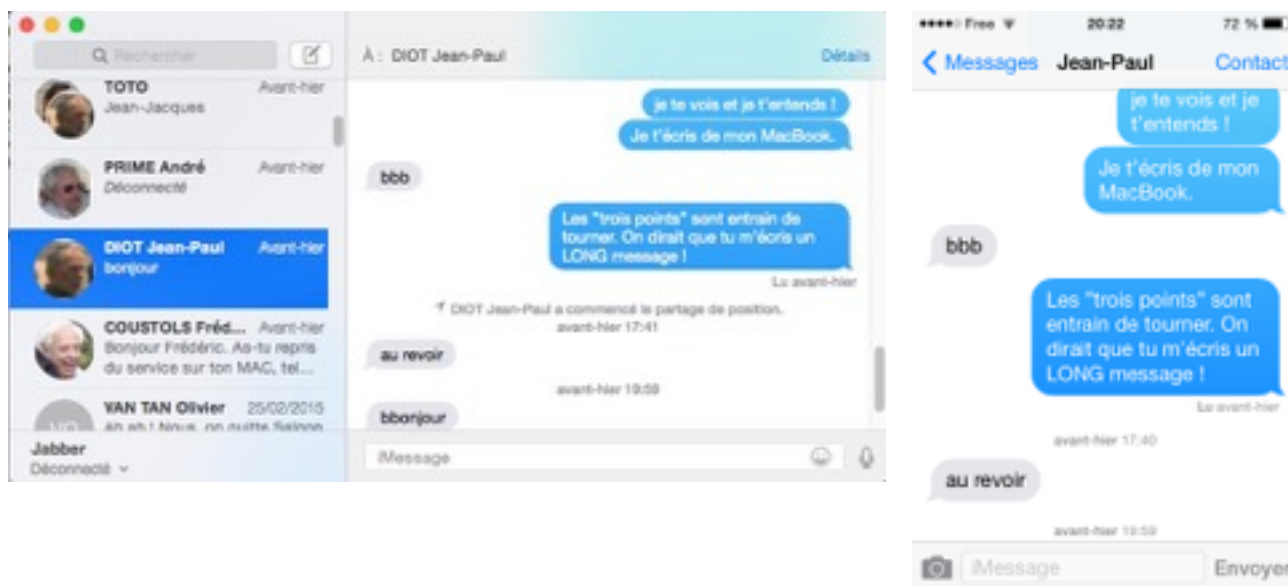 Rechercher
TOTO Avant-hier
Jean-Jacques
PRIME André Avant-hier
Déconnecté
DIOT Jean-Paul Avant-hier
bonjour
COUSTOLS Fréd... Avant-hier
Bonjour Frédéric. As-tu repris
du service sur ton MAC, tel...
VAN TAN Olivier 25/02/2015
ah ah ! Nous, on quitte Saigon
Jabber
Déconnecté
À : DIOT Jean-Paul Détails
je te vois et je t'entends !
Je t'écris de mon MacBook.
bbb
Les "trois points" sont entrain de
tourner. On dirait que tu m'écris un
LONG message !
Lu avant-hier
DIOT Jean-Paul a commencé le partage de position.
avant-hier 17:41
au revoir
avant-hier 19:59
bbonjour
iMessage
Free 20:22 72 %
Messages Jean-Paul Contact
je te vois et je
t'entends !
Je t'écris de mon
MacBook.
bbb
Les "trois points" sont
entrain de tourner. On
dirait que tu m'écris un
LONG message !
Lu avant-hier
avant-hier 17:40
au revoir
avant-hier 19:59
iMessage Envoyer